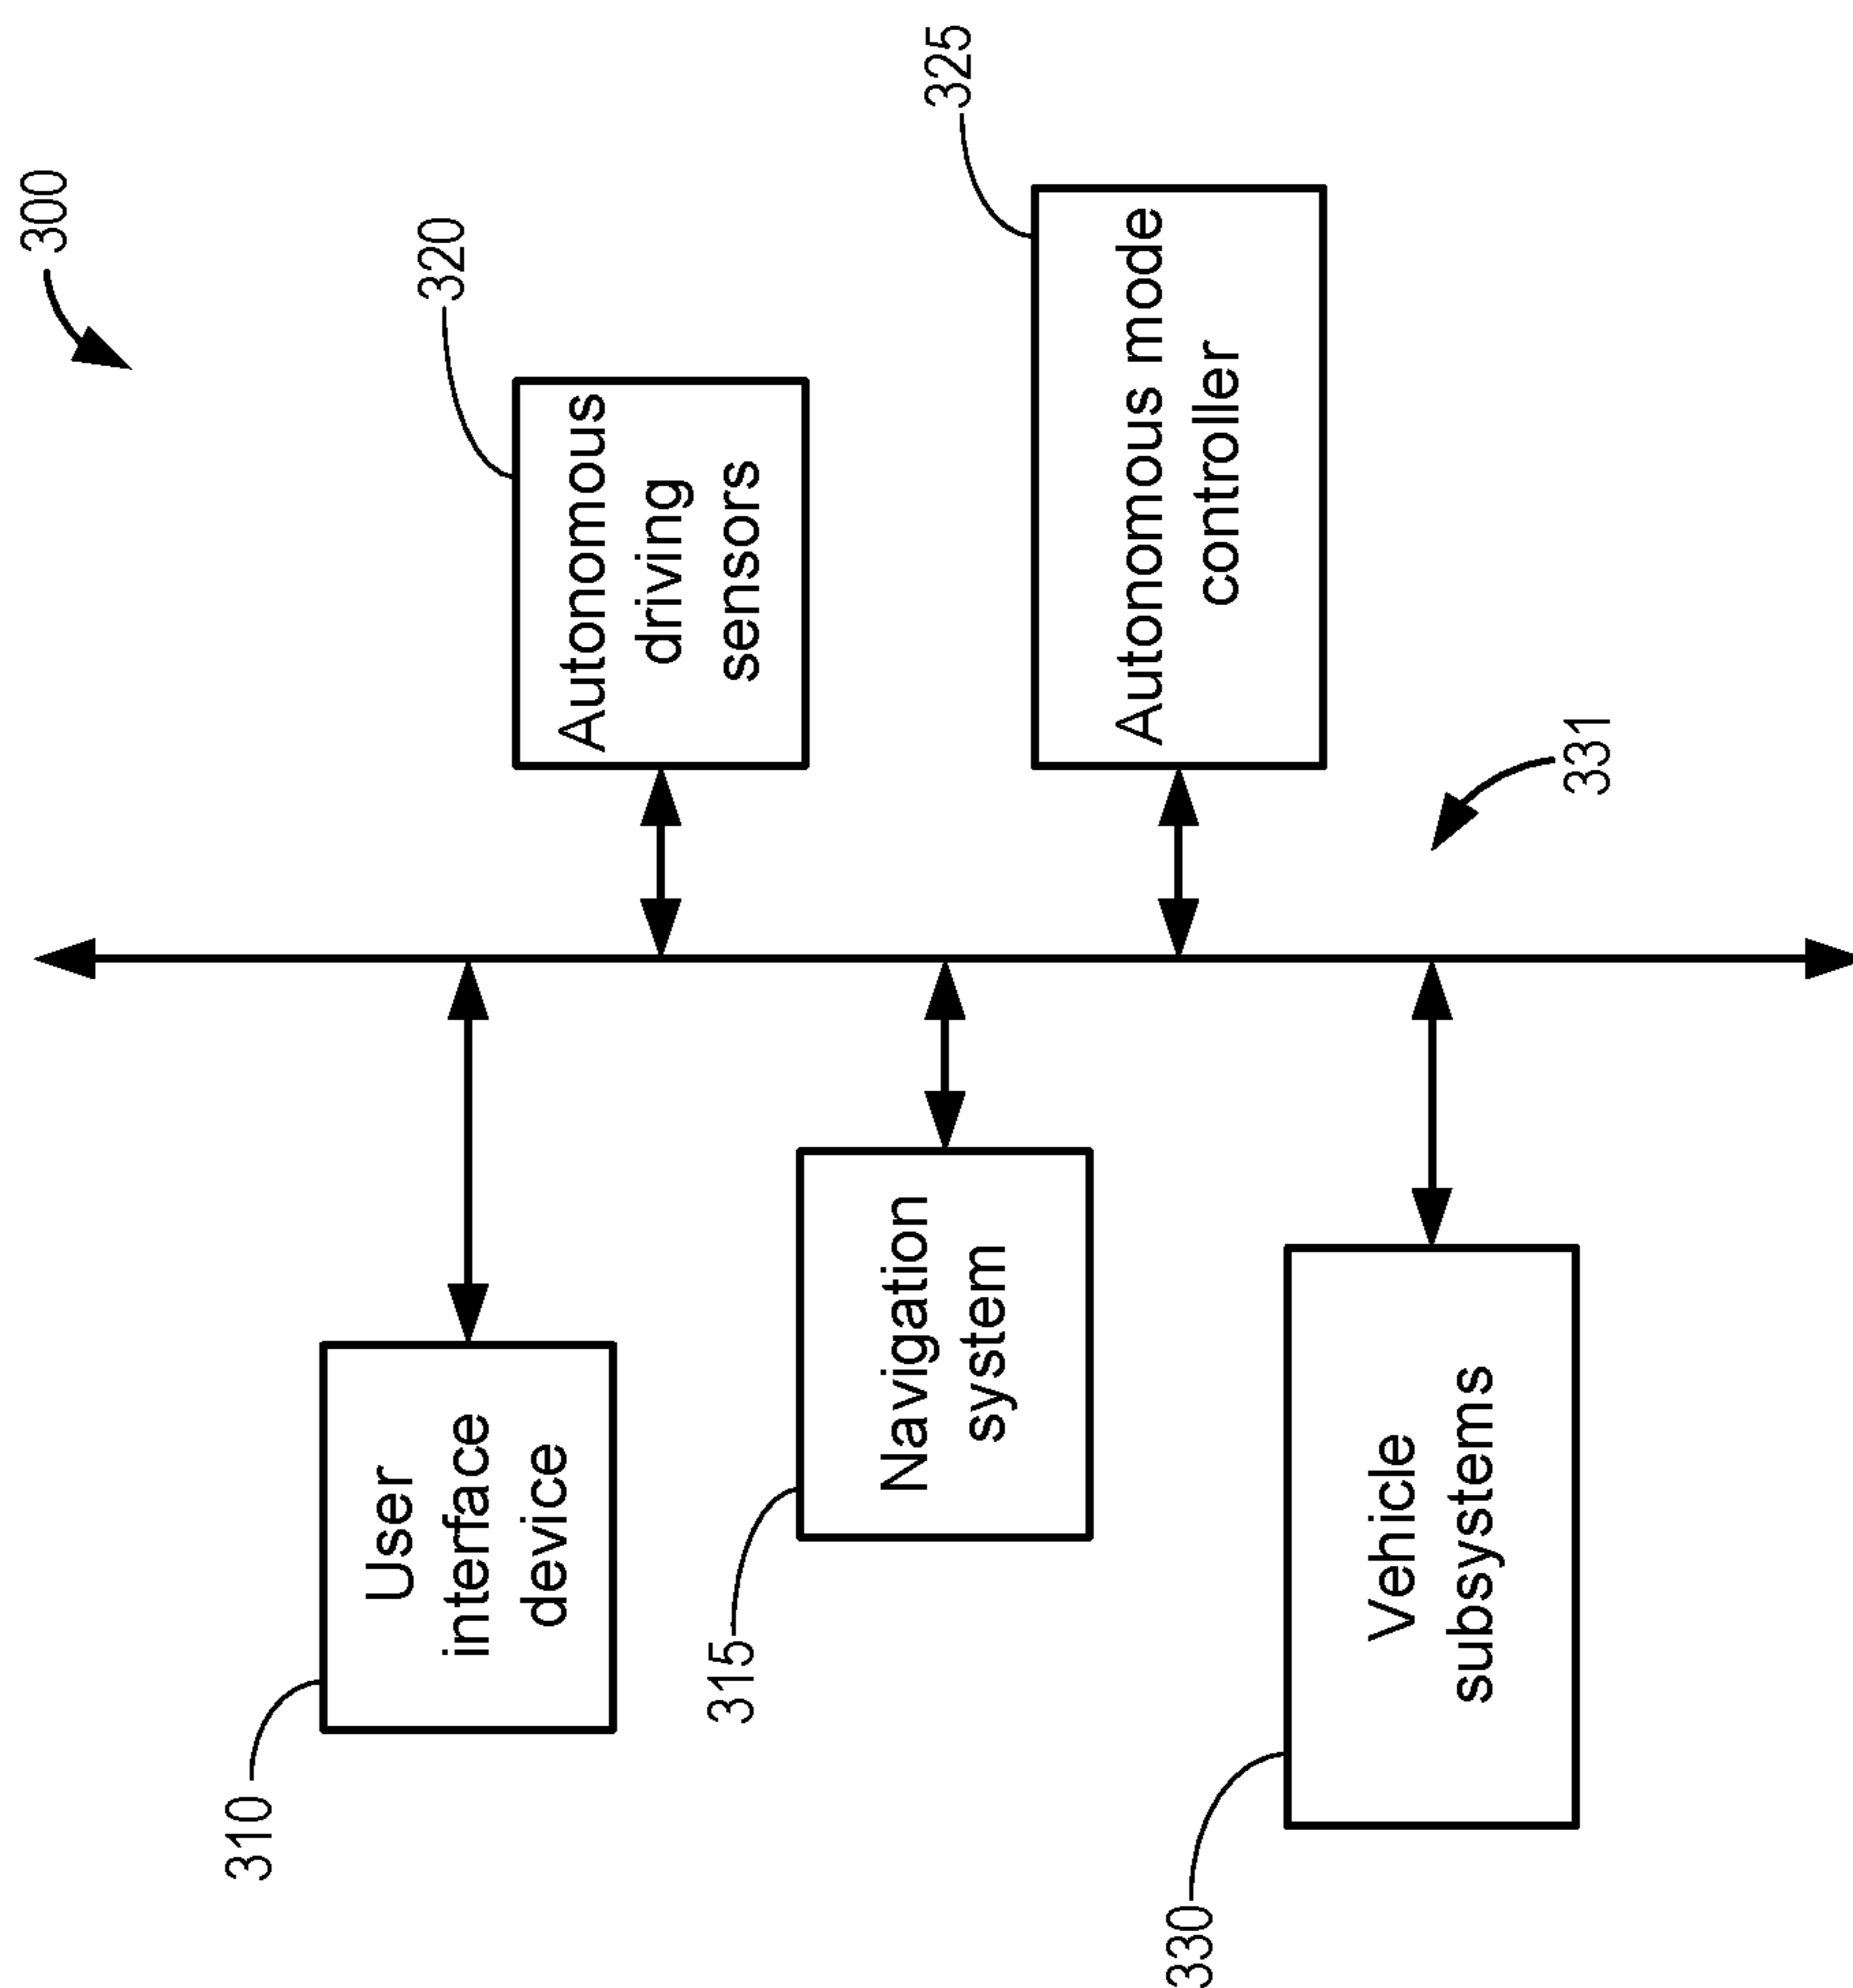 300
310
User
interface
device
320
Autonomous
driving
sensors
315
Navigation
system
325
Autonomous mode
controller
330
Vehicle
subsystems
331